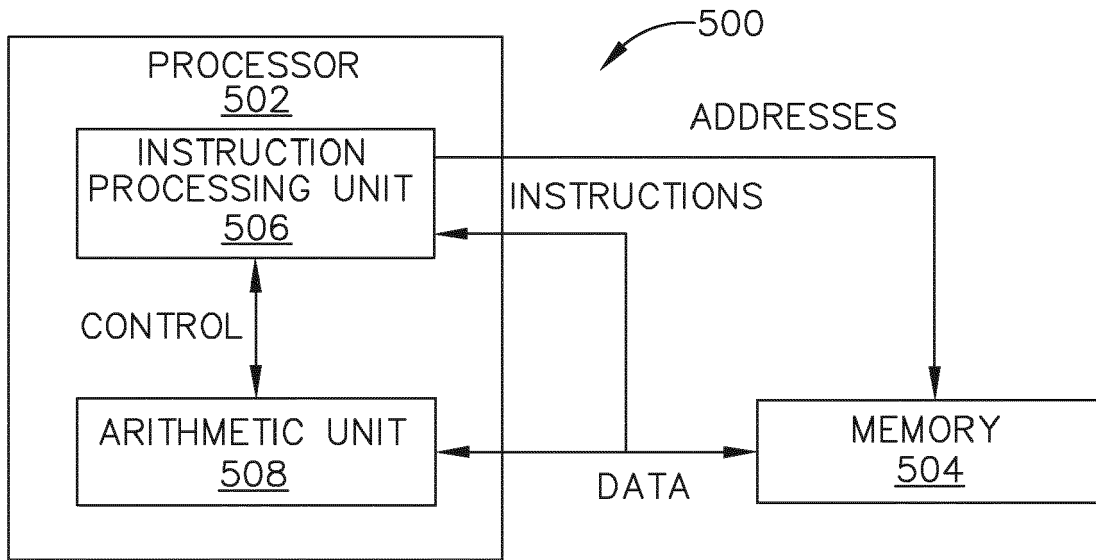 500
PROCESSOR
502
ADDRESSES
INSTRUCTION
PROCESSING UNIT
506
INSTRUCTIONS
CONTROL
ARITHMETIC UNIT
508
DATA
MEMORY
504